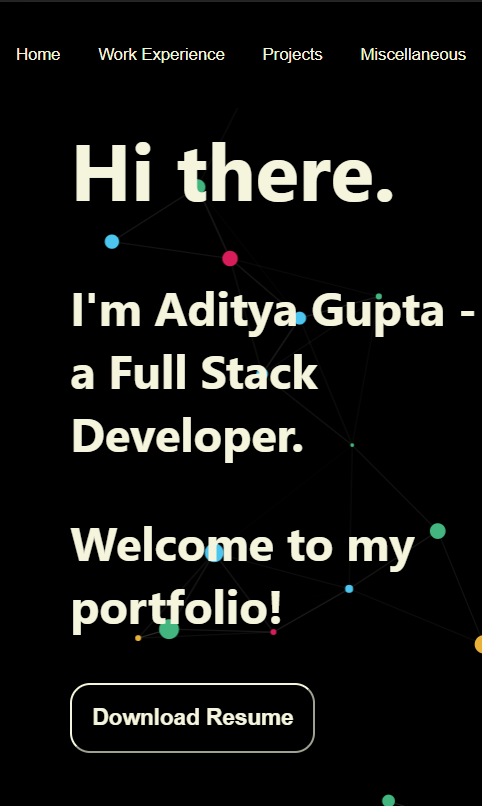 Home Work Experience Projects Miscellaneous
Hi there.
I'm Aditya Gupta -
a Full Stack
Developer.
Welcome to my
portfolio!
Download Resume